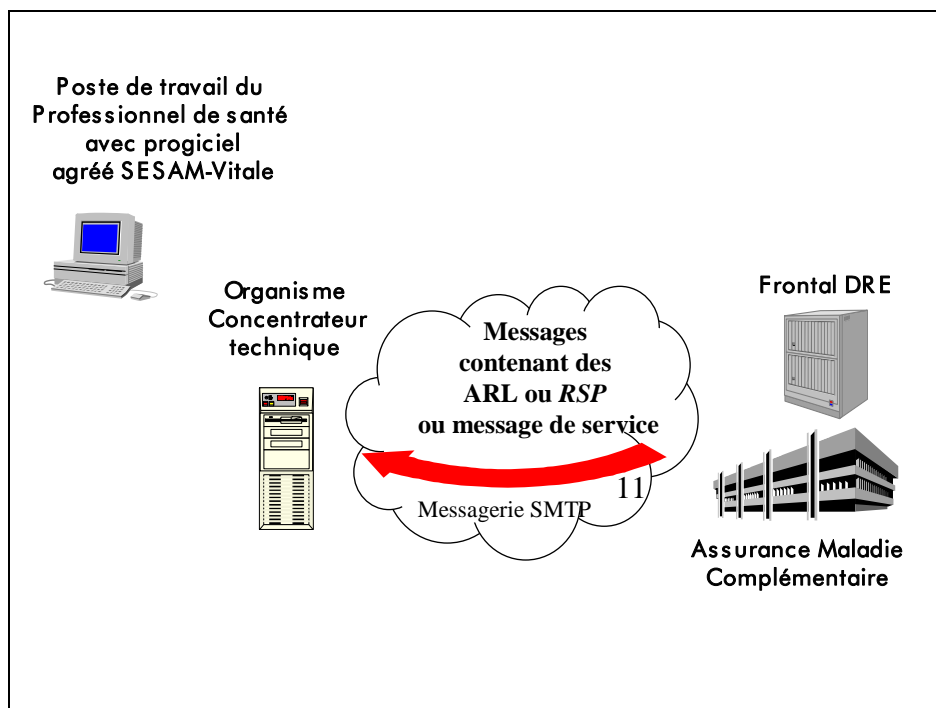 Poste de travail du
Professionnel de santé
avec progiciel
agréé SESAM-Vitale
Organisme
Concentrateur
technique
Messages
contenant des
ARL ou RSP
ou message de service
11
Messagerie SMTP
Frontal DRE
Assurance Maladie
Complémentaire